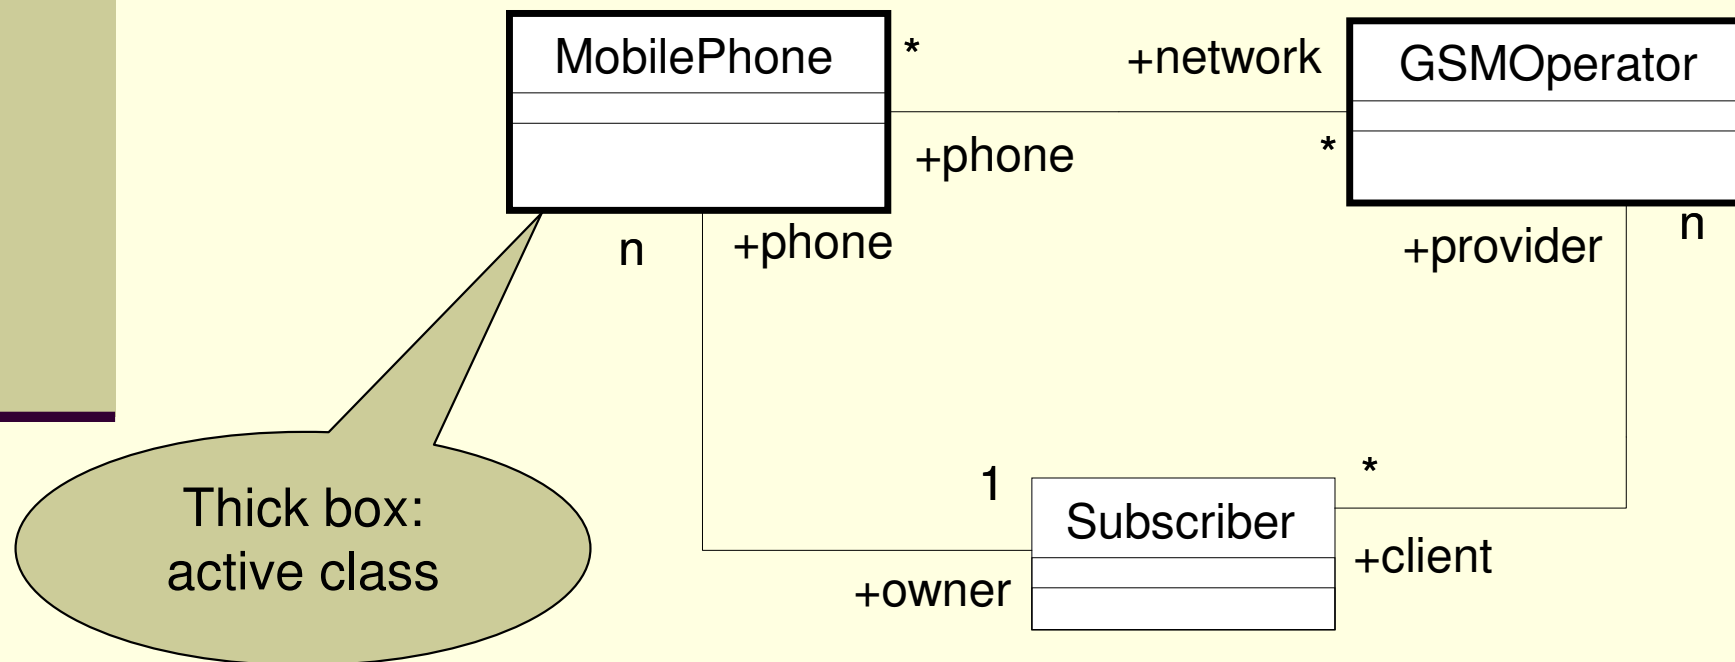 MobilePhone
*
+network
GSMOperator
+phone
*
n
+phone
+provider
n
Thick box:
active class
1
*
Subscriber
+client
+owner